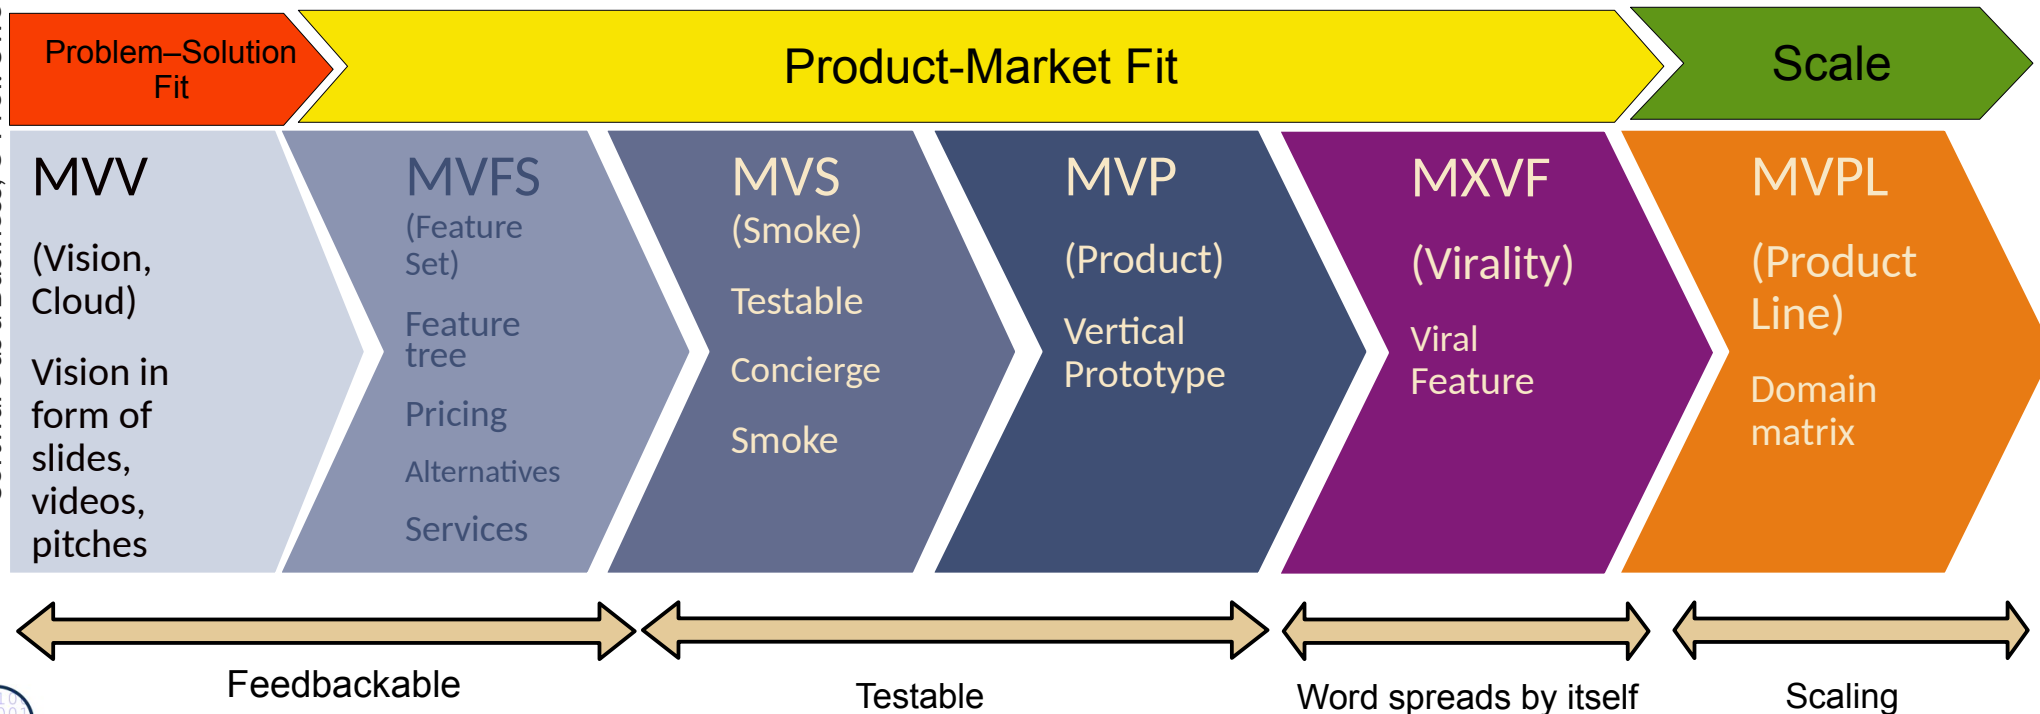 Problem–Solution
Fit
Product-Market Fit
Scale
MVV
(Vision,
Cloud)
Vision in
form of
slides,
videos,
pitches
MVFS
(Feature
Set)
Feature
tree
Pricing
Alternatives
Services
MVS
(Smoke)
Testable
Concierge
Smoke
MVP
(Product)
Vertical
Prototype
MXVF
(Virality)
Viral
Feature
MVPL
(Product
Line)
Domain
matrix
Feedbackable
Testable
Word spreads by itself
Scaling